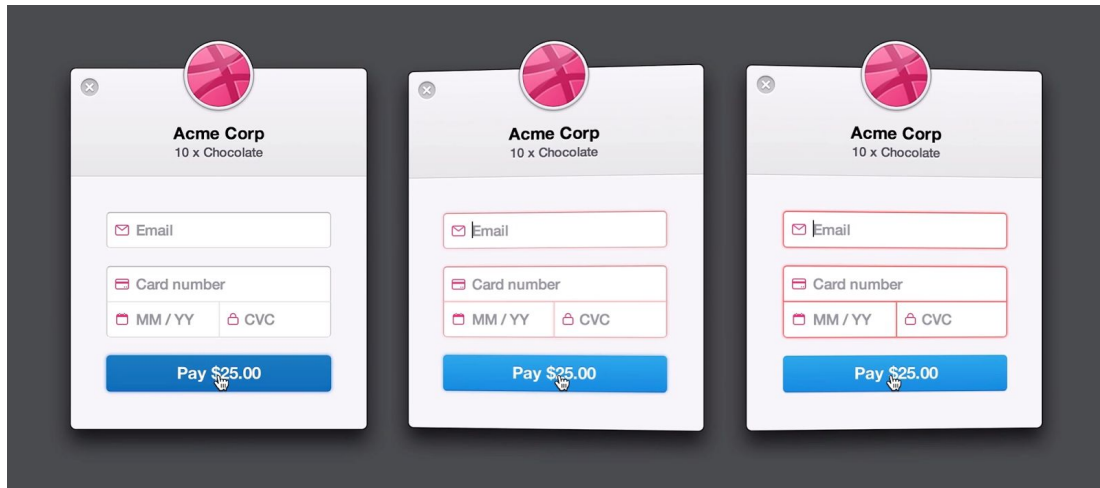 Acme Corp
10 x Chocolate
Email
Card number
MM / YY CVC
Pay $25.00
Acme Corp
10 x Chocolate
Email
Card number
MM / YY CVC
Pay $25.00
Acme Corp
10 x Chocolate
Email
Card number
MM / YY CVC
Pay $25.00